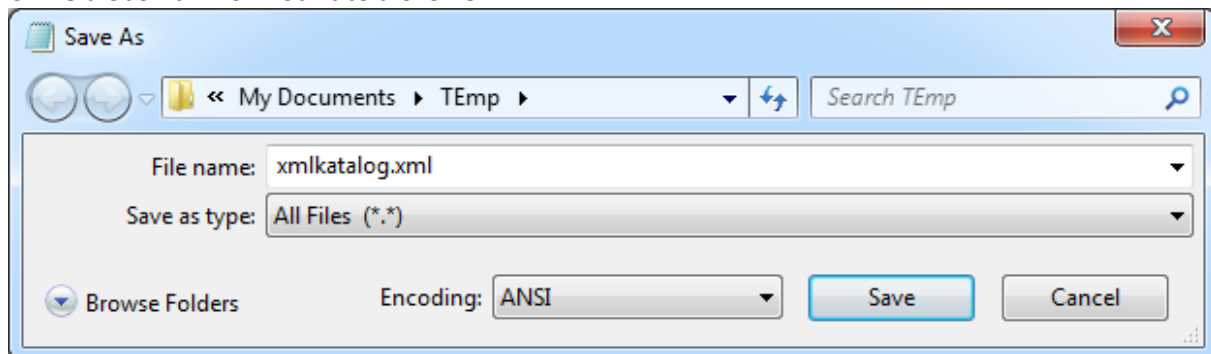 Save As
« My Documents ▸ TEmp ▸
Search TEmp
File name: xmlkatalog.xml
Save as type: All Files (*.*)
Browse Folders
Encoding: ANSI
Save
Cancel